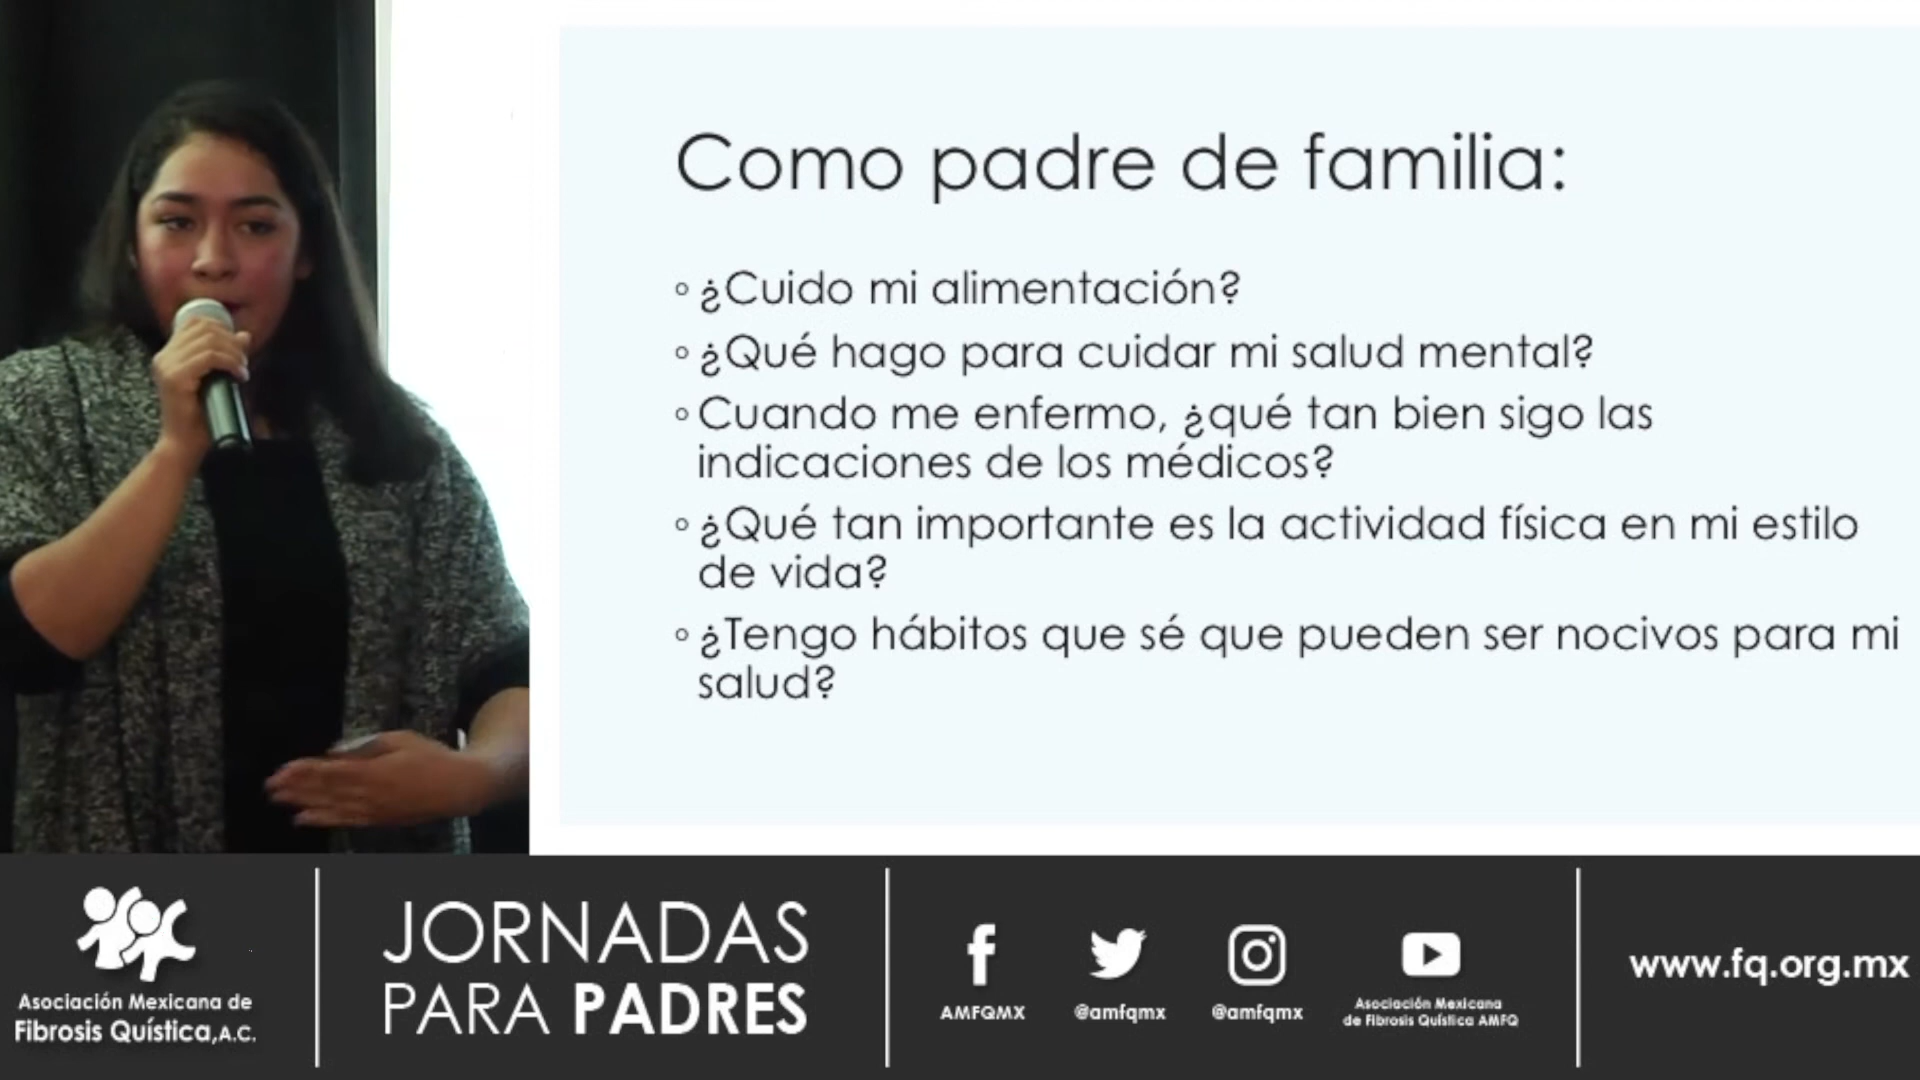 Como padre de familia:
¿Cuido mi alimentación?
¿Qué hago para cuidar mi salud mental?
Cuando me enfermo, ¿qué tan bien sigo las
indicaciones de los médicos?
¿Qué tan importante es la actividad física en mi estilo
de vida?
¿Tengo hábitos que sé que pueden ser nocivos para mi
salud?
Asociación Mexicana de
Fibrosis Quística, A.C.
JORNADAS
PARA PADRES
AMFQMX
@amfqmx
@amfqmx
Asociación Mexicana
de Fibrosis Quística AMFQ
www.fq.org.mx